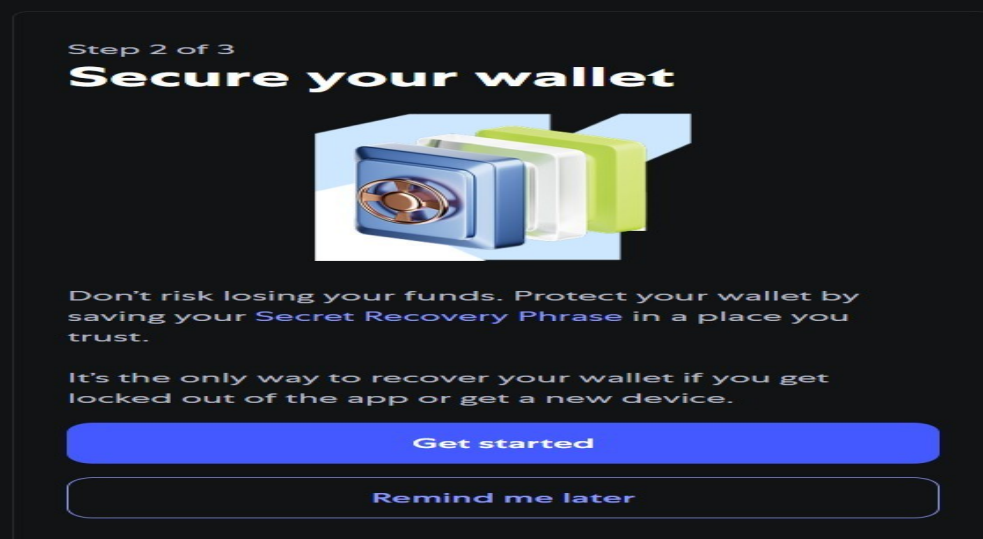 Step 2 of 3
Secure your wallet
Don't risk losing your funds. Protect your wallet by
saving your Secret Recovery Phrase in a place you
trust.
It's the only way to recover your wallet if you get
locked out of the app or get a new device.
Get started
Remind me later